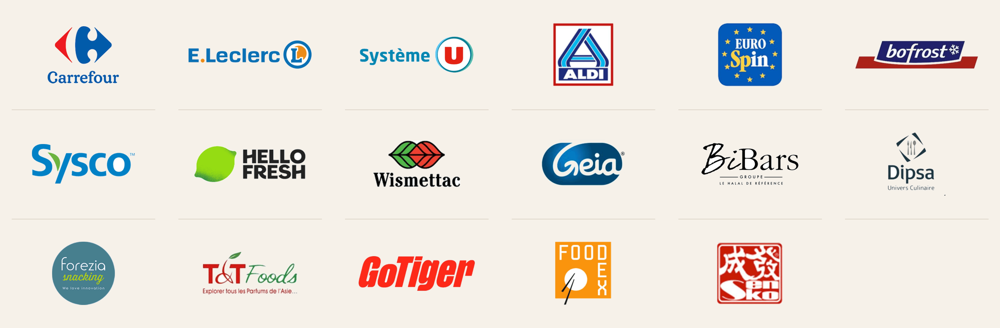 Carrefour
E.Leclerc L
Système U
ALDI
EURO
Spin
bofrost*
Sysco™
HELLO
FRESH
Wismettac
Geia®
BiBars
GROUPE
LE HALAL DE RÉFÉRENCE
Dipsa
Univers Culinaire
forezia
snacking
We love innovation
T&T Foods
Explorer tous les Parfums de l'Asie...
GoTiger
FOODEX
成發®
Senko